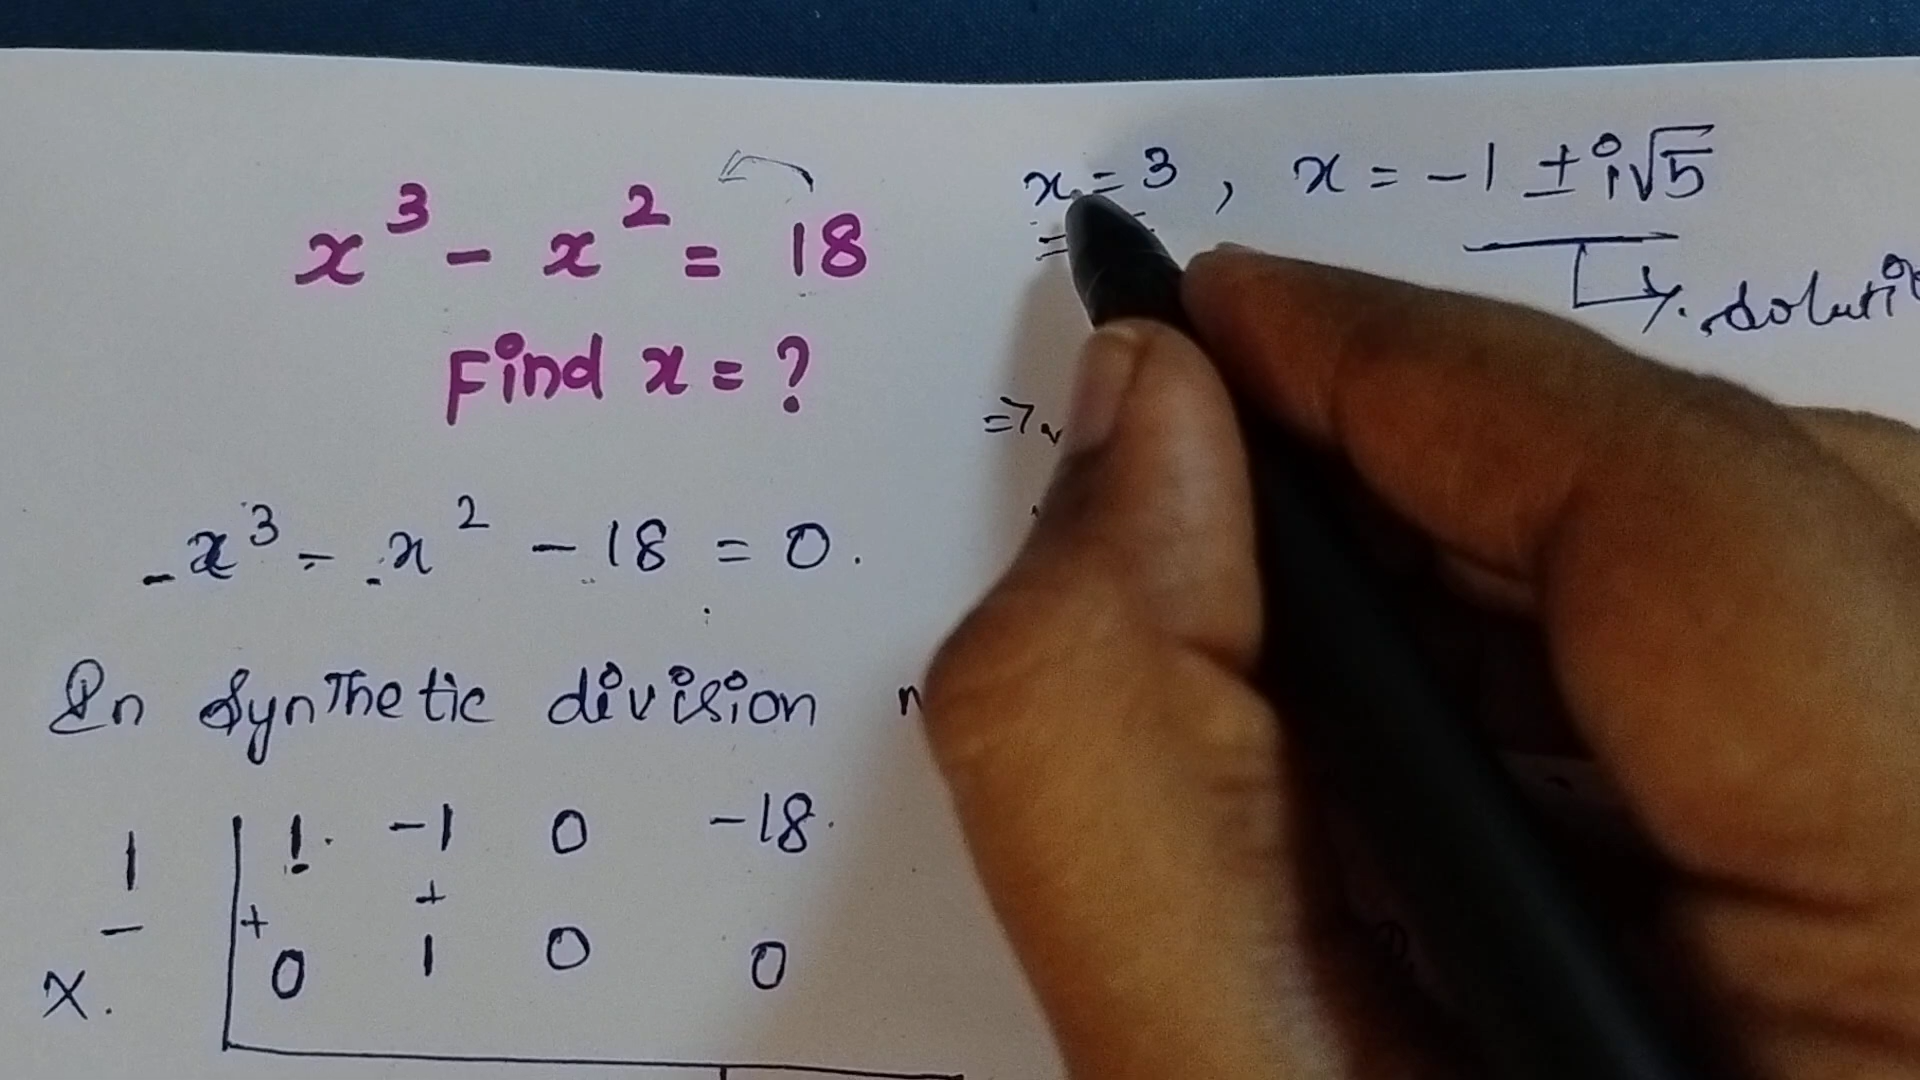 x³ - x² = 18
Find x = ?
x³ - x² - 18 = 0.
In Synthetic division
1 | 1 -1 0 -18
+ +
0 1 0 0
x = 3 , x = -1 ± i√5
=>